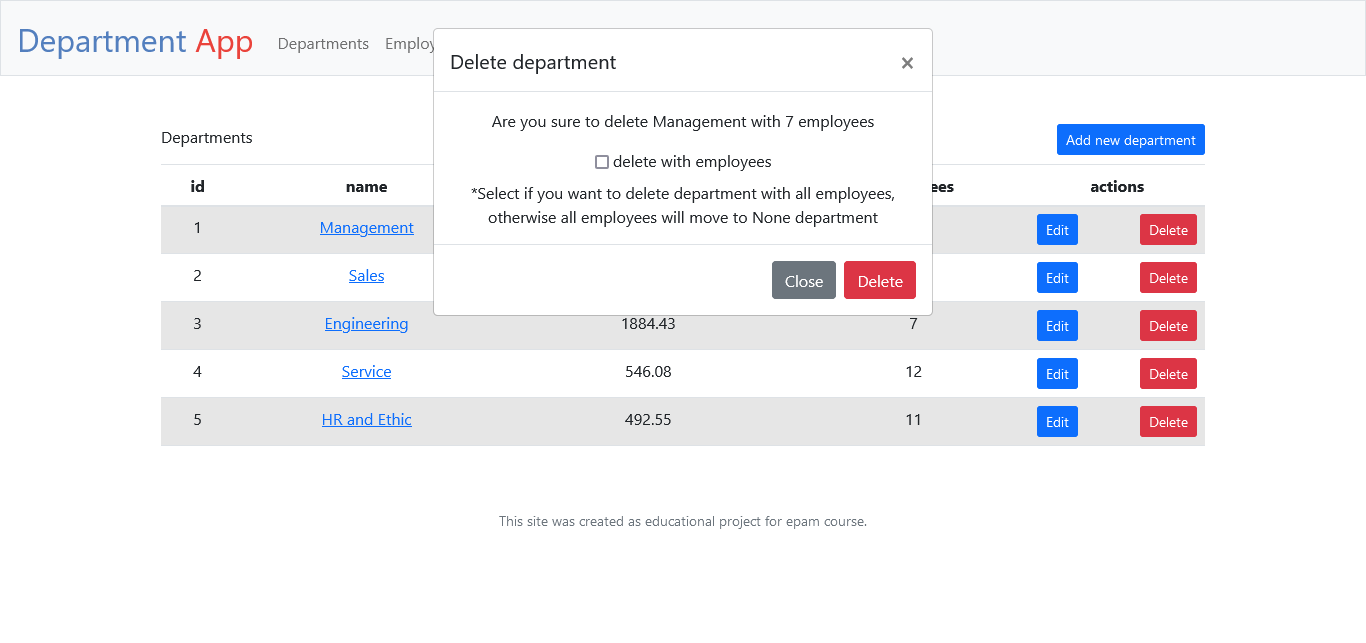 Department App Departments
Delete department ×
Are you sure to delete Management with 7 employees
delete with employees
*Select if you want to delete department with all employees,
otherwise all employees will move to None department
Close Delete
Departments Add new department
id name actions
1 Management Edit Delete
2 Sales Edit Delete
3 Engineering 1884.43 7 Edit Delete
4 Service 546.08 12 Edit Delete
5 HR and Ethic 492.55 11 Edit Delete
This site was created as educational project for epam course.